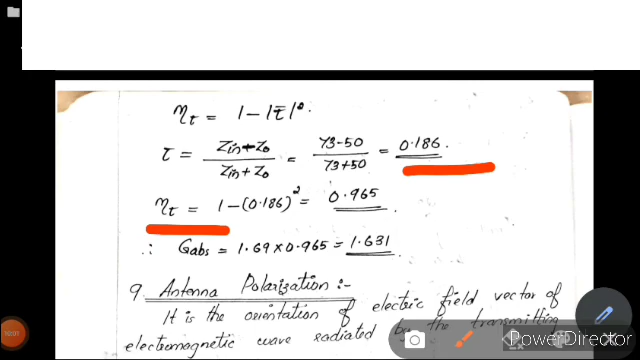 ηt = 1 - |τ|²
τ = Zin - Z0 / Zin + Z0 = 73-50 / 73+50 = 0.186
ηt = 1-(0.186)² = 0.965
∴ Gabs = 1.69 × 0.965 = 1.631
9. Antenna Polarization :-
It is the orientation of electric field vector of
electromagnetic wave radiated by the transmitting
10:01
PowerDirector